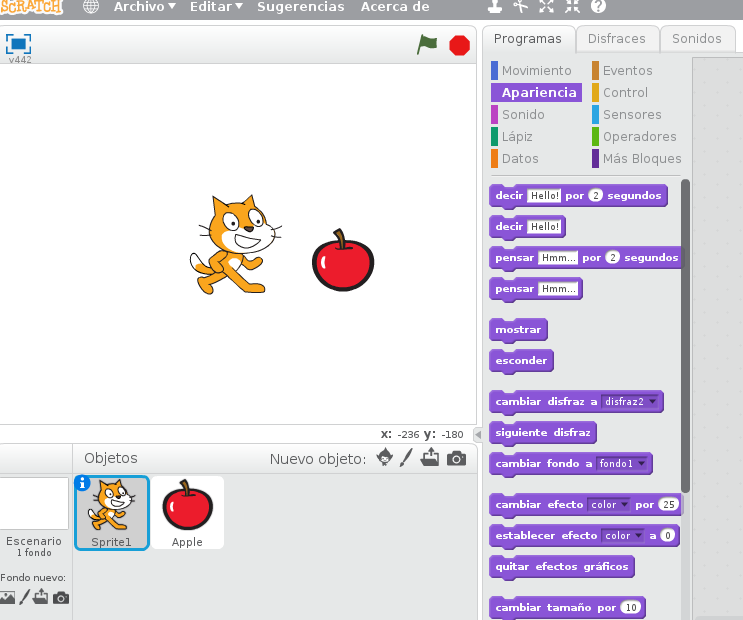 SCRATCH Archivo Editar Sugerencias Acerca de
v442
Programas Disfraces Sonidos
Movimiento Eventos
Apariencia Control
Sonido Sensores
Lápiz Operadores
Datos Más Bloques
decir Hello! por 2 segundos
decir Hello!
pensar Hmm... por 2 segundos
pensar Hmm...
mostrar
esconder
cambiar disfraz a disfraz2
siguiente disfraz
cambiar fondo a fondo1
cambiar efecto color por 25
establecer efecto color a 0
quitar efectos gráficos
cambiar tamaño por 10
x: -236 y: -180
Objetos Nuevo objeto:
Sprite1 Apple
Escenario
1 fondo
Fondo nuevo: